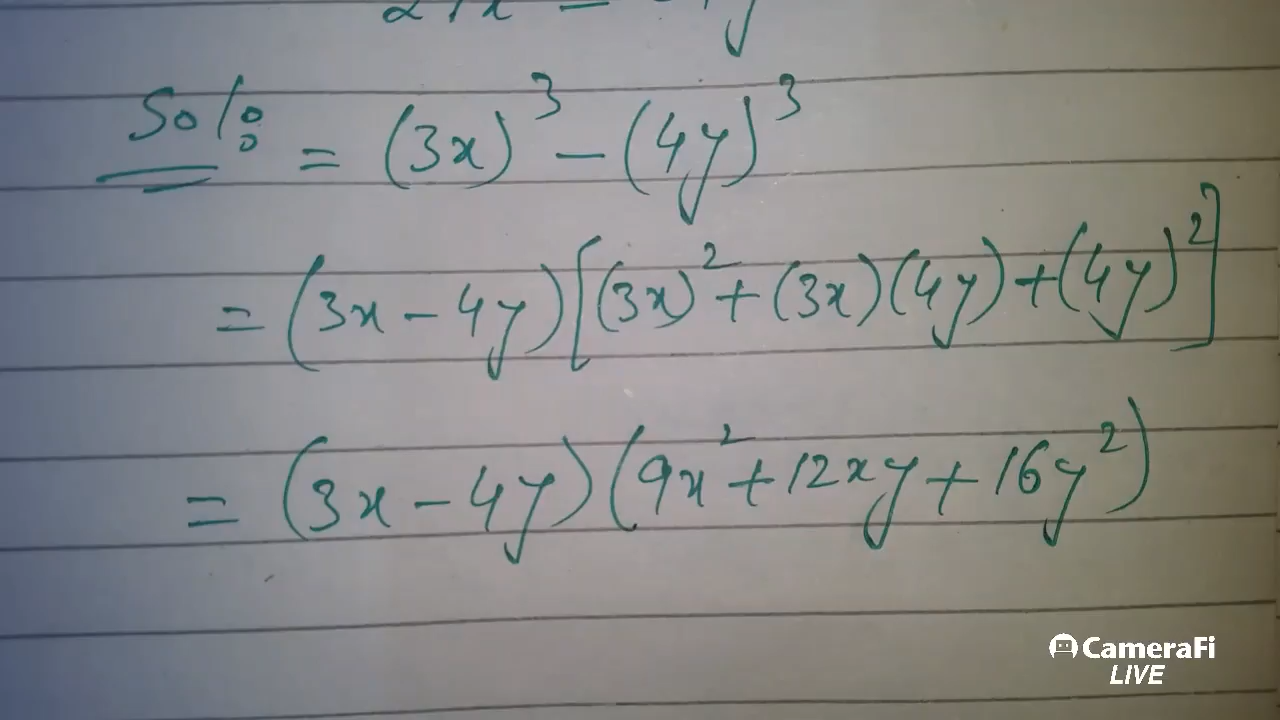 Sol:
= (3x)³ − (4y)³
= (3x − 4y)[(3x)² + (3x)(4y) + (4y)²]
= (3x − 4y)(9x² + 12xy + 16y²)
CameraFi
LIVE